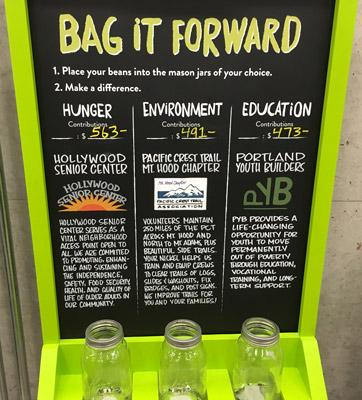 BAG iT FORWARD
1. Place your beans into the mason jars of your choice.
2. Make a difference.
HUNGER
Contributions
: $ 563-
HOLLYWOOD
SENIOR CENTER
HOLLYWOOD
SENIOR CENTER
HOLLYWOOD SENIOR
CENTER SERVES AS A
VITAL NEIGHBORHOOD
ACCESS POINT OPEN TO
ALL. WE ARE COMMITTED
TO PROMOTING, ENHAN-
CING AND SUSTAINING
THE INDEPENDENCE,
SAFETY, FOOD SECURITY,
HEALTH, AND QUALITY OF
LIFE OF OLDER ADULTS IN
OUR COMMUNITY.
ENVIRONMENT
Contributions
: $ 491-
PACIFIC CREST TRAIL
MT. HOOD CHAPTER
Mt. Hood Chapter
PACIFIC CREST TRAIL
ASSOCIATION
VOLUNTEERS MAINTAIN
250 MILES OF THE PCT
ACROSS MT. HOOD AND
NORTH TO MT. ADAMS, PLUS
BEAUTIFUL SIDE TRAILS.
YOUR NICKEL HELPS US
TRAIN AND EQUIP CREWS
TO CLEAR TRAILS OF LOGS,
SLIDES & WASHOUTS, FIX
BRIDGES, AND POST SIGNS.
WE IMPROVE TRAILS FOR
YOU AND YOUR FAMILIES!
EDUCATION
Contributions
: $ 473-
PORTLAND
YOUTH BUILDERS
PYB
PYB PROVIDES A
LIFE-CHANGING
OPPORTUNITY FOR
YOUTH TO MOVE
PERMANENTLY
OUT OF POVERTY
THROUGH EDUCATION,
VOCATIONAL
TRAINING, AND LONG-
TERM SUPPORT.